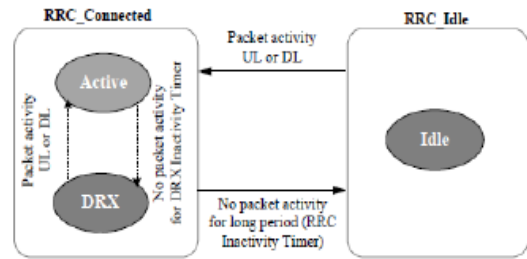 RRC_Connected
RRC_Idle
Active
DRX
Packet activity
UL or DL
No packet activity
for DRX Inactivity Timer
Packet activity
UL or DL
No packet activity
for long period (RRC
Inactivity Timer)
Idle